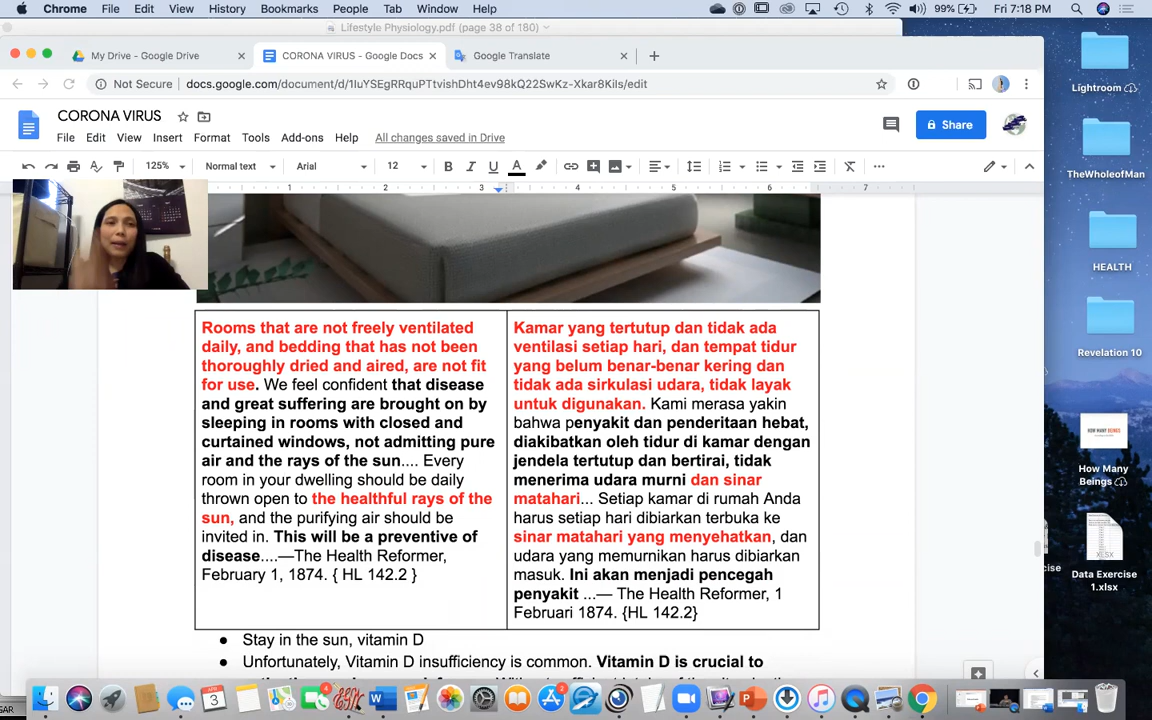 Chrome File Edit View History Bookmarks People Tab Window Help 99% Fri 7:18 PM
Lifestyle Physiology.pdf (page 38 of 180)
My Drive - Google Drive
CORONA VIRUS - Google Docs
Google Translate
Not Secure docs.google.com/document/d/1IuYSEgRRquPTtvishDht4ev98kQ22SwKz-Xkar8Kils/edit
CORONA VIRUS
File Edit View Insert Format Tools Add-ons Help All changes saved in Drive
Share
125% Normal text Arial 12 B I U A
1 2 3 4 5 6 7
Rooms that are not freely ventilated
daily, and bedding that has not been
thoroughly dried and aired, are not fit
for use. We feel confident that disease
and great suffering are brought on by
sleeping in rooms with closed and
curtained windows, not admitting pure
air and the rays of the sun.... Every
room in your dwelling should be daily
thrown open to the healthful rays of the
sun, and the purifying air should be
invited in. This will be a preventive of
disease....—The Health Reformer,
February 1, 1874. { HL 142.2 }
Kamar yang tertutup dan tidak ada
ventilasi setiap hari, dan tempat tidur
yang belum benar-benar kering dan
tidak ada sirkulasi udara, tidak layak
untuk digunakan. Kami merasa yakin
bahwa penyakit dan penderitaan hebat,
diakibatkan oleh tidur di kamar dengan
jendela tertutup dan bertirai, tidak
menerima udara murni dan sinar
matahari... Setiap kamar di rumah Anda
harus setiap hari dibiarkan terbuka ke
sinar matahari yang menyehatkan, dan
udara yang memurnikan harus dibiarkan
masuk. Ini akan menjadi pencegah
penyakit ...— The Health Reformer, 1
Februari 1874. {HL 142.2}
● Stay in the sun, vitamin D
● Unfortunately, Vitamin D insufficiency is common. Vitamin D is crucial to
Lightroom
TheWholeofMan
HEALTH
Revelation 10
How Many
Beings
XLSX
Data Exercise
1.xlsx